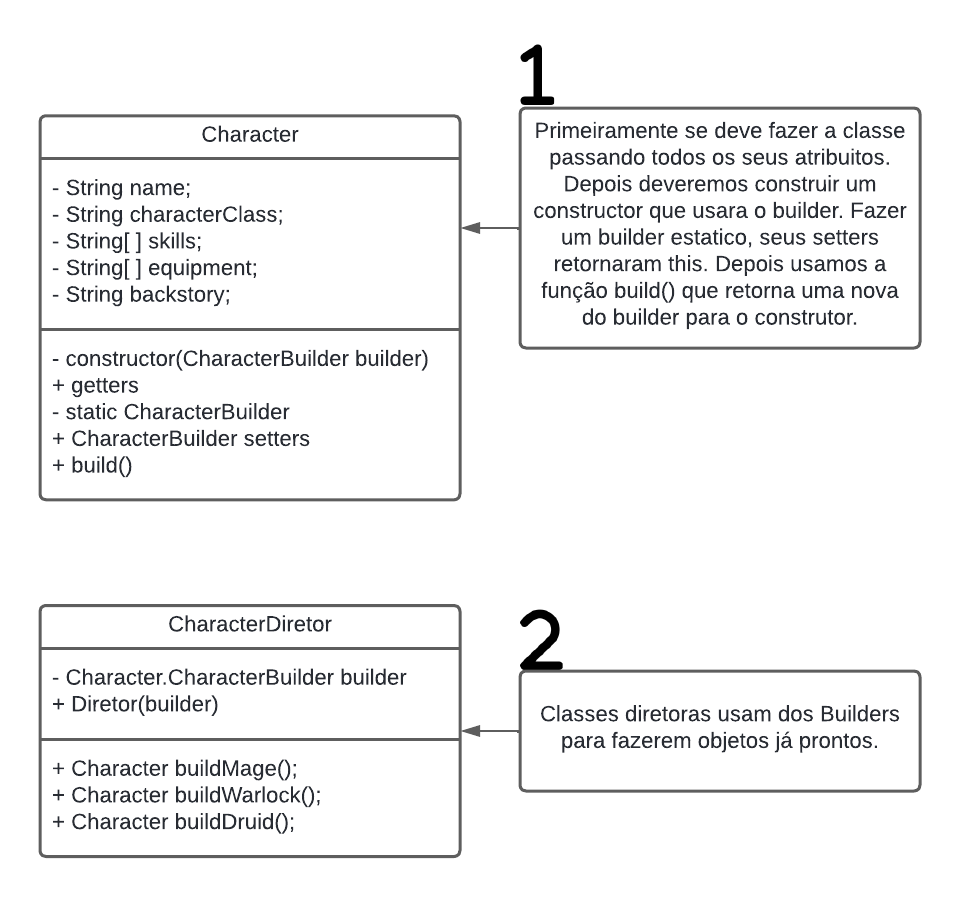 1
Character
- String name;
- String characterClass;
- String[ ] skills;
- String[ ] equipment;
- String backstory;
- constructor(CharacterBuilder builder)
+ getters
- static CharacterBuilder
+ CharacterBuilder setters
+ build()
Primeiramente se deve fazer a classe
passando todos os seus atribuitos.
Depois deveremos construir um
constructor que usara o builder. Fazer
um builder estatico, seus setters
retornaram this. Depois usamos a
função build() que retorna uma nova
do builder para o construtor.
2
CharacterDiretor
- Character.CharacterBuilder builder
+ Diretor(builder)
+ Character buildMage();
+ Character buildWarlock();
+ Character buildDruid();
Classes diretoras usam dos Builders
para fazerem objetos já prontos.